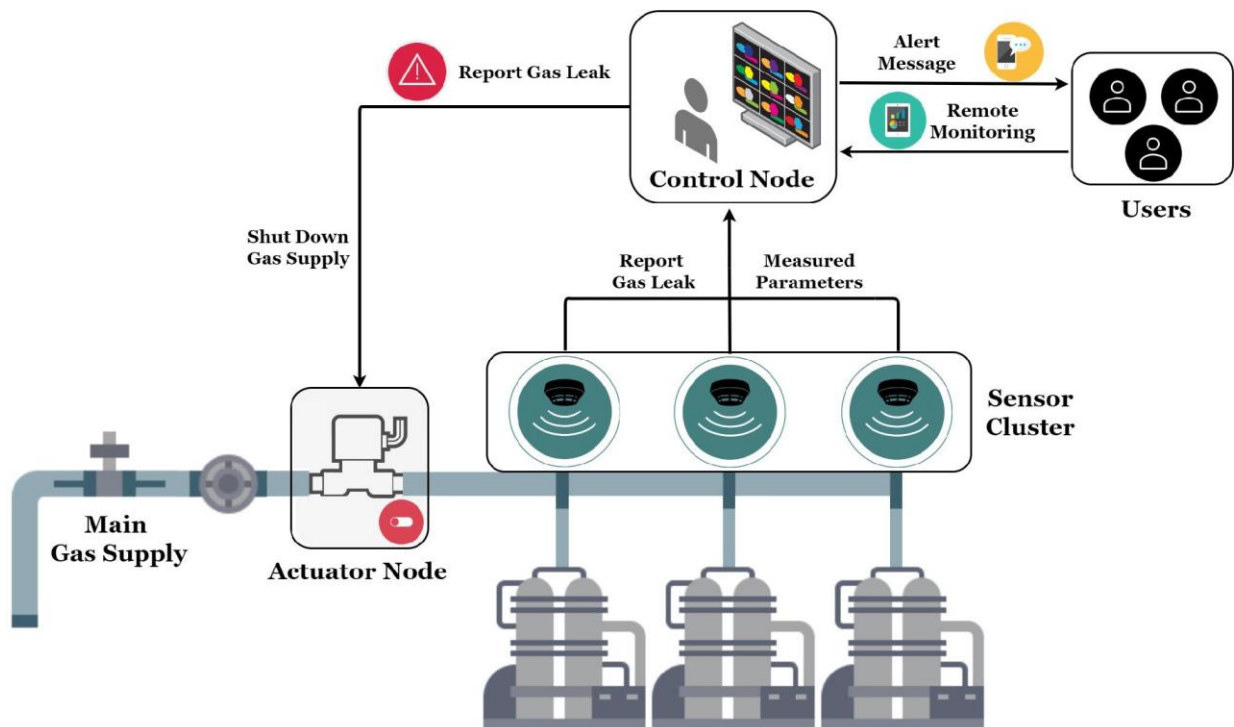 Report Gas Leak
Alert
Message
Remote
Monitoring
Control Node
Users
Shut Down
Gas Supply
Report
Gas Leak
Measured
Parameters
Sensor
Cluster
Main
Gas Supply
Actuator Node